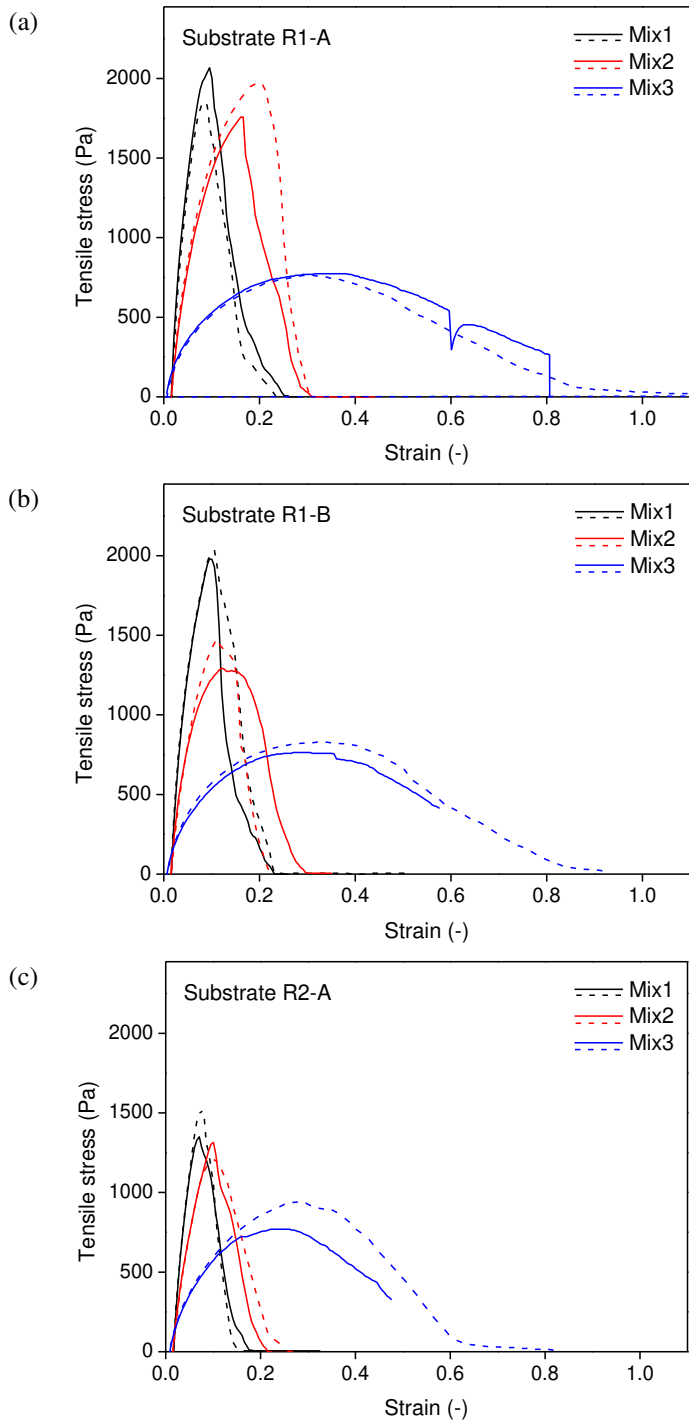 (a)
Substrate R1-A
Mix1
Mix2
Mix3
2000
1500
1000
500
0
Tensile stress (Pa)
0.0 0.2 0.4 0.6 0.8 1.0
Strain (-)
(b)
Substrate R1-B
Mix1
Mix2
Mix3
2000
1500
1000
500
0
Tensile stress (Pa)
0.0 0.2 0.4 0.6 0.8 1.0
Strain (-)
(c)
Substrate R2-A
Mix1
Mix2
Mix3
2000
1500
1000
500
0
Tensile stress (Pa)
0.0 0.2 0.4 0.6 0.8 1.0
Strain (-)